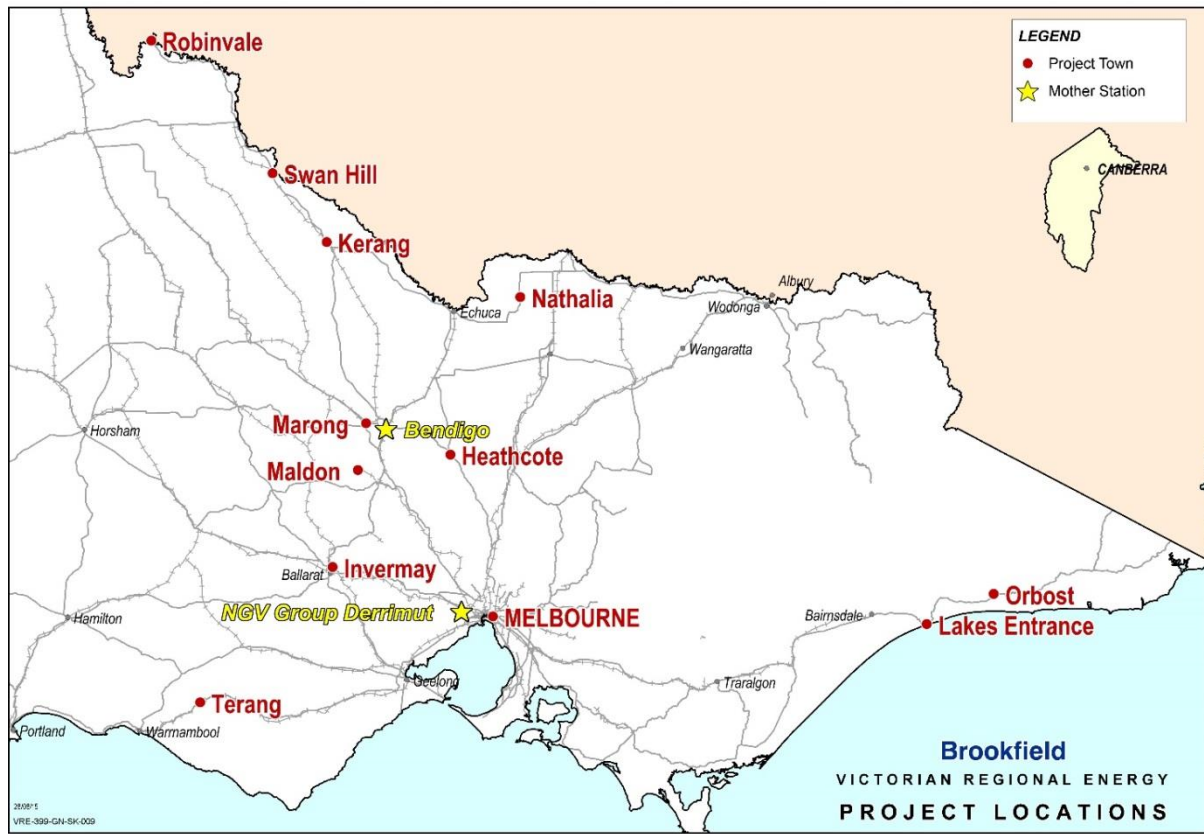 Robinvale
LEGEND
Project Town
Mother Station
CANBERRA
Swan Hill
Kerang
Nathalia
Albury
Echuca
Wodonga
Wangaratta
Horsham
Marong
Bendigo
Heathcote
Maldon
Invermay
Ballarat
NGV Group Derrimut
MELBOURNE
Hamilton
Orbost
Bairnsdale
Lakes Entrance
Geelong
Traralgon
Terang
Portland
Warrnambool
Brookfield
VICTORIAN REGIONAL ENERGY
PROJECT LOCATIONS
VRE-399-GN-SK-009